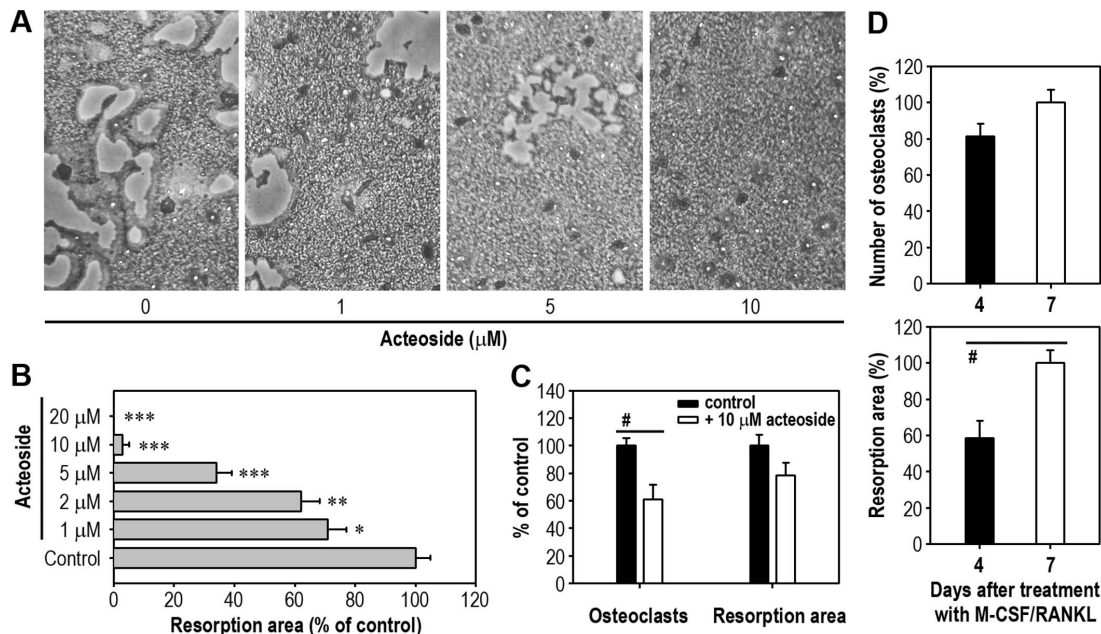 A
0
1
5
10
Acteoside (μM)
B
Acteoside
20 μM
10 μM
5 μM
2 μM
1 μM
Control
***
***
***
**
*
0 20 40 60 80 100 120
Resorption area (% of control)
C
% of control
140
120
100
80
60
40
20
0
control
+ 10 μM acteoside
#
Osteoclasts
Resorption area
D
Number of osteoclasts (%)
120
100
80
60
40
20
0
4
7
Resorption area (%)
120
100
80
60
40
20
0
#
4
7
Days after treatment
with M-CSF/RANKL